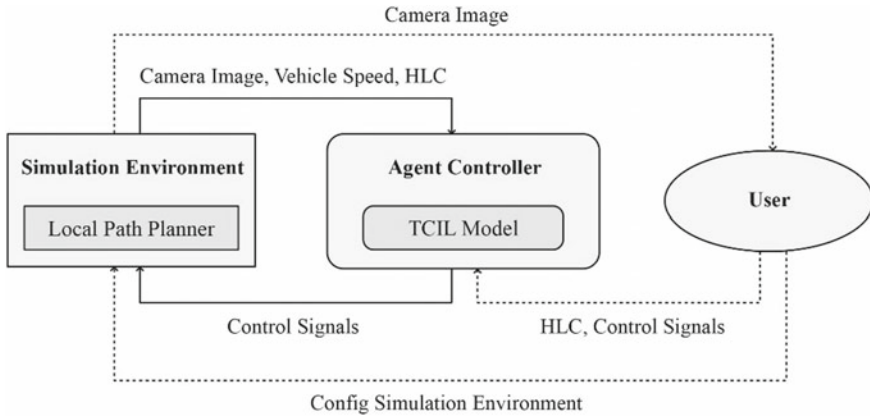 Camera Image
Camera Image, Vehicle Speed, HLC
Simulation Environment
Local Path Planner
Agent Controller
TCIL Model
User
Control Signals
HLC, Control Signals
Config Simulation Environment